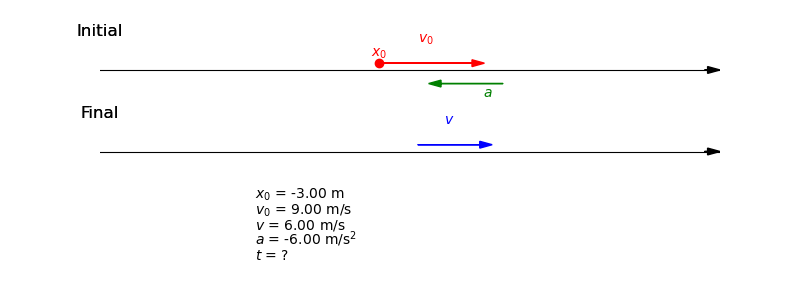 Initial
v₀
x₀
a
Final
v
x₀ = -3.00 m
v₀ = 9.00 m/s
v = 6.00 m/s
a = -6.00 m/s²
t = ?